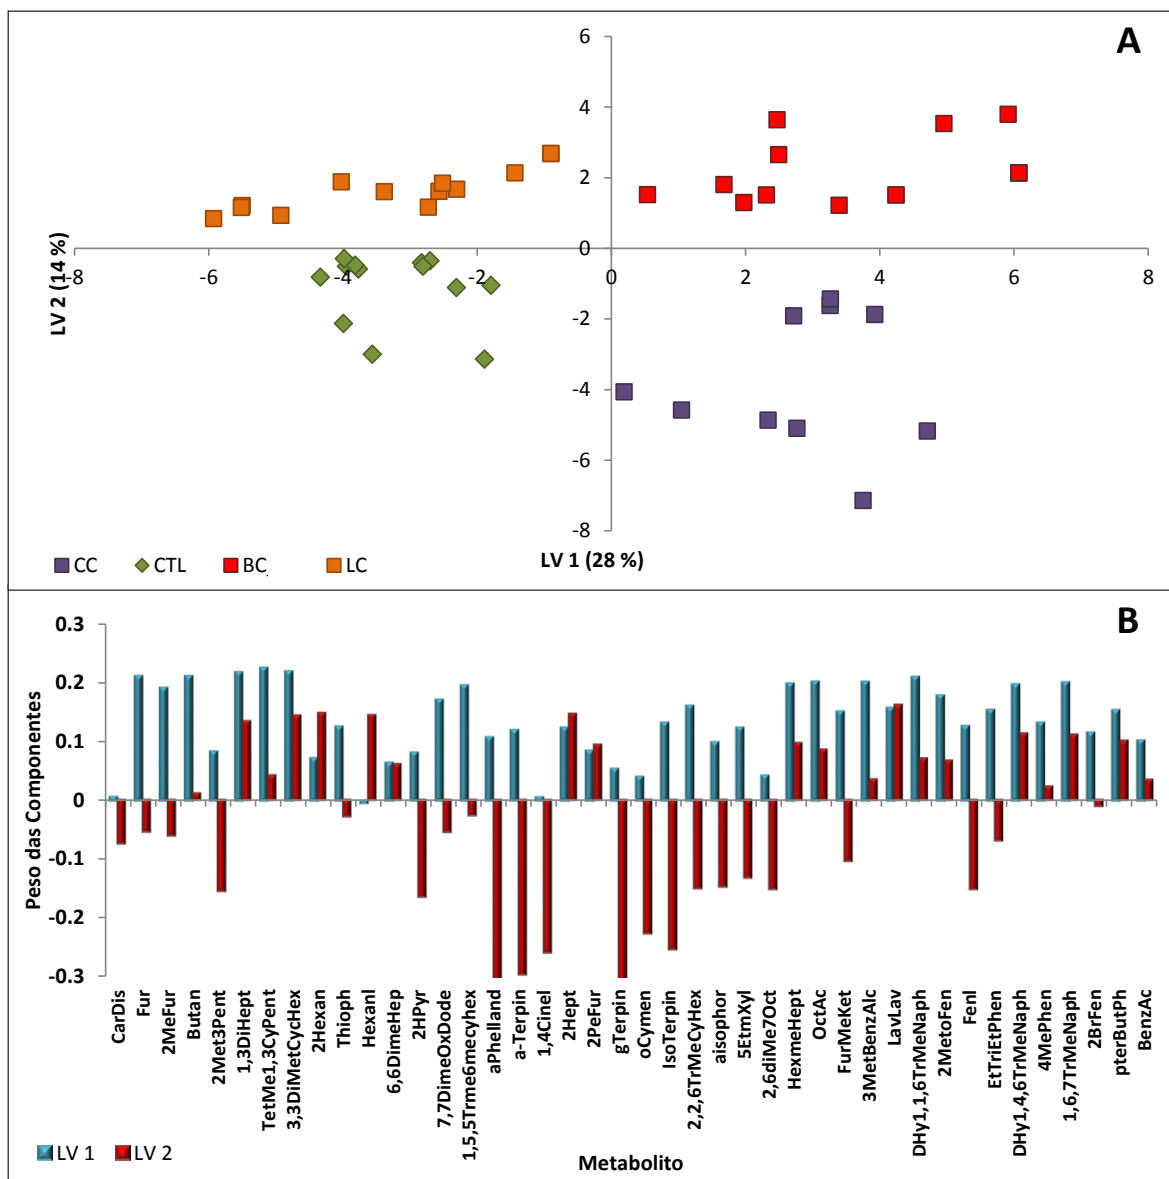 A
6
4
2
0
-2
-4
-6
-8
-8 -6 -4 -2 0 2 4 6 8
LV 2 (14 %)
LV 1 (28 %)
CC CTL BC LC
B
0.3
0.2
0.1
0
-0.1
-0.2
-0.3
Peso das Componentes
CarDis
Fur
2MeFur
Butan
2Met3Pent
1,3DiHept
TetMe1,3CyPent
3,3DiMetCycHex
2Hexan
Thioph
Hexanl
6,6DimeHep
2HPyr
7,7DimeOxDode
1,5,5Trme6mecyhex
aPhelland
a-Terpin
1,4Cinel
2Hept
2PeFur
gTerpin
oCymen
IsoTerpin
2,2,6TrMeCyHex
aisophor
5EtmXyl
2,6diMe7Oct
HexmeHept
OctAc
FurMeKet
3MetBenzAlc
LavLav
DHy1,1,6TrMeNaph
2MetoFen
Fenl
EtTriEtPhen
DHy1,4,6TrMeNaph
4MePhen
1,6,7TrMeNaph
2BrFen
pterButPh
BenzAc
LV 1 LV 2
Metabolito